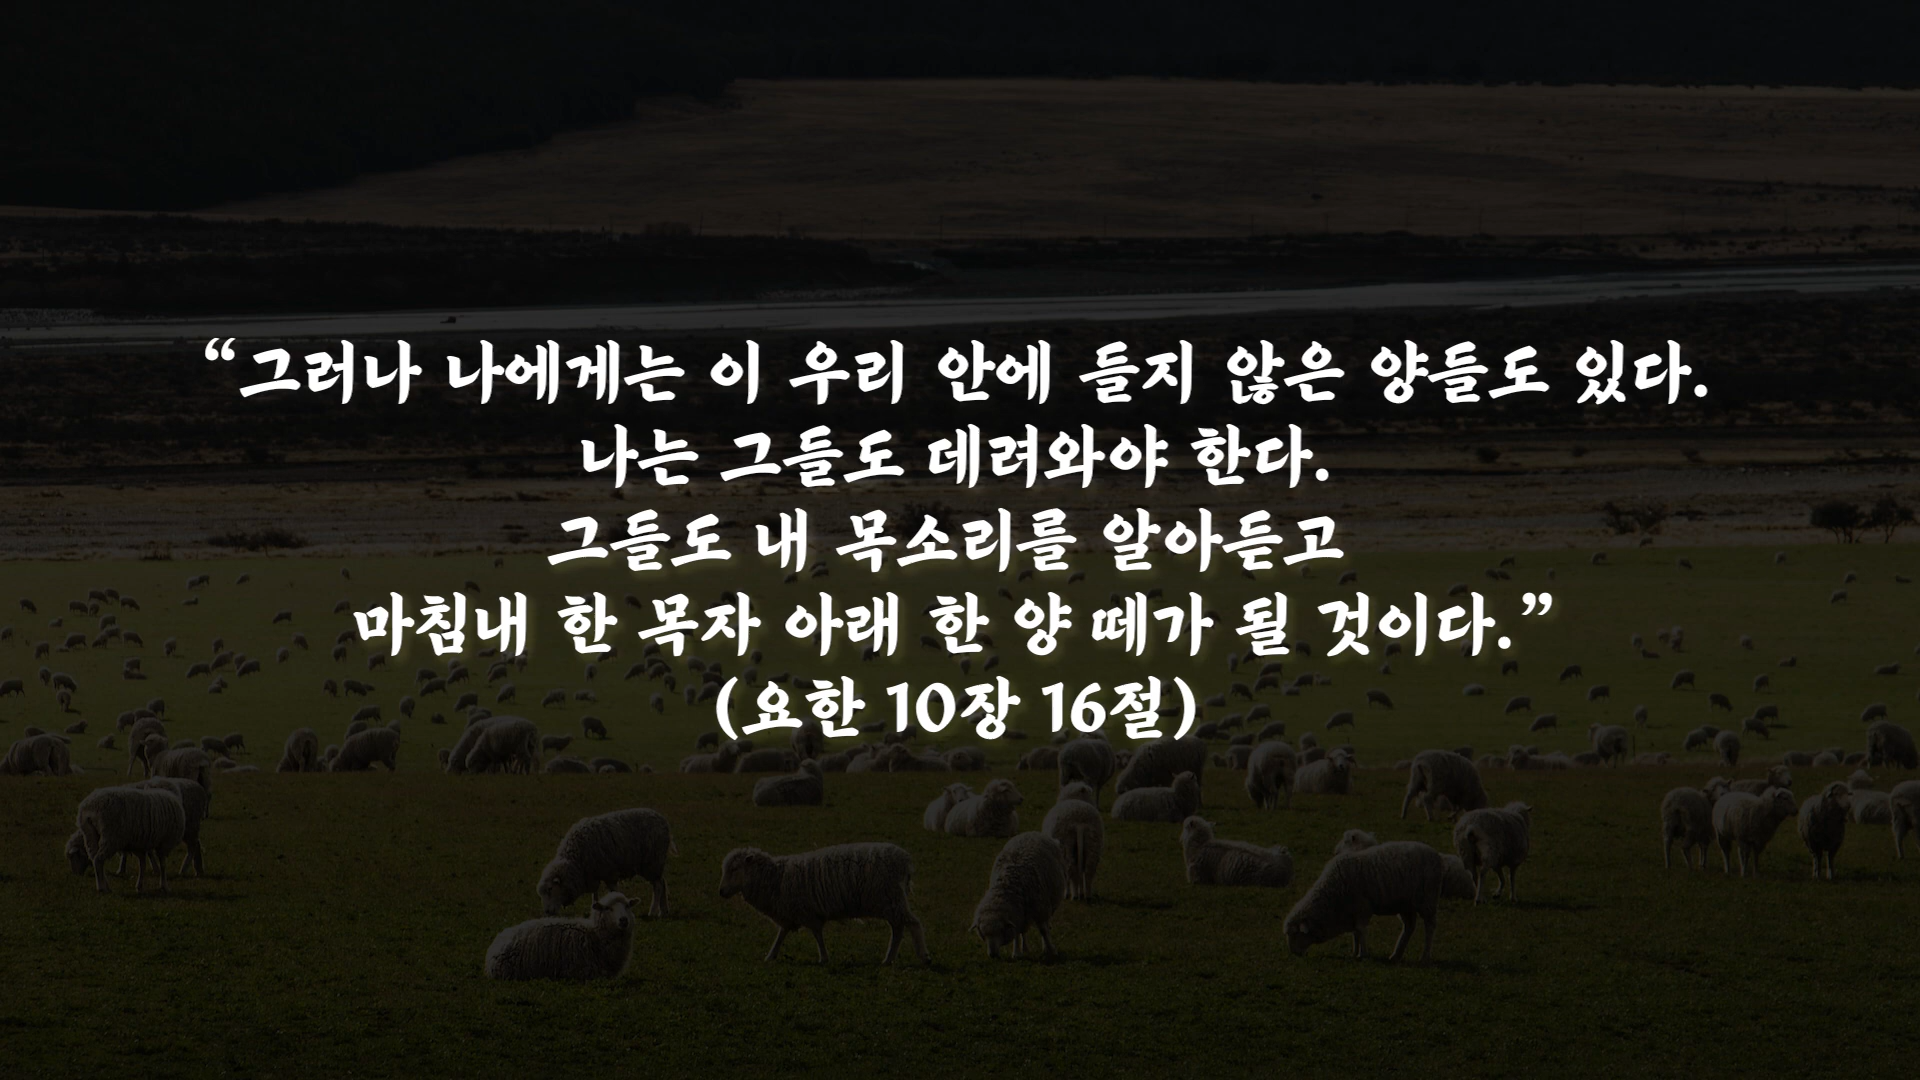 “그러나 나에게는 이 우리 안에 들지 않은 양들도 있다.
나는 그들도 데려와야 한다.
그들도 내 목소리를 알아듣고
마침내 한 목자 아래 한 양 떼가 될 것이다.”
(요한 10장 16절)